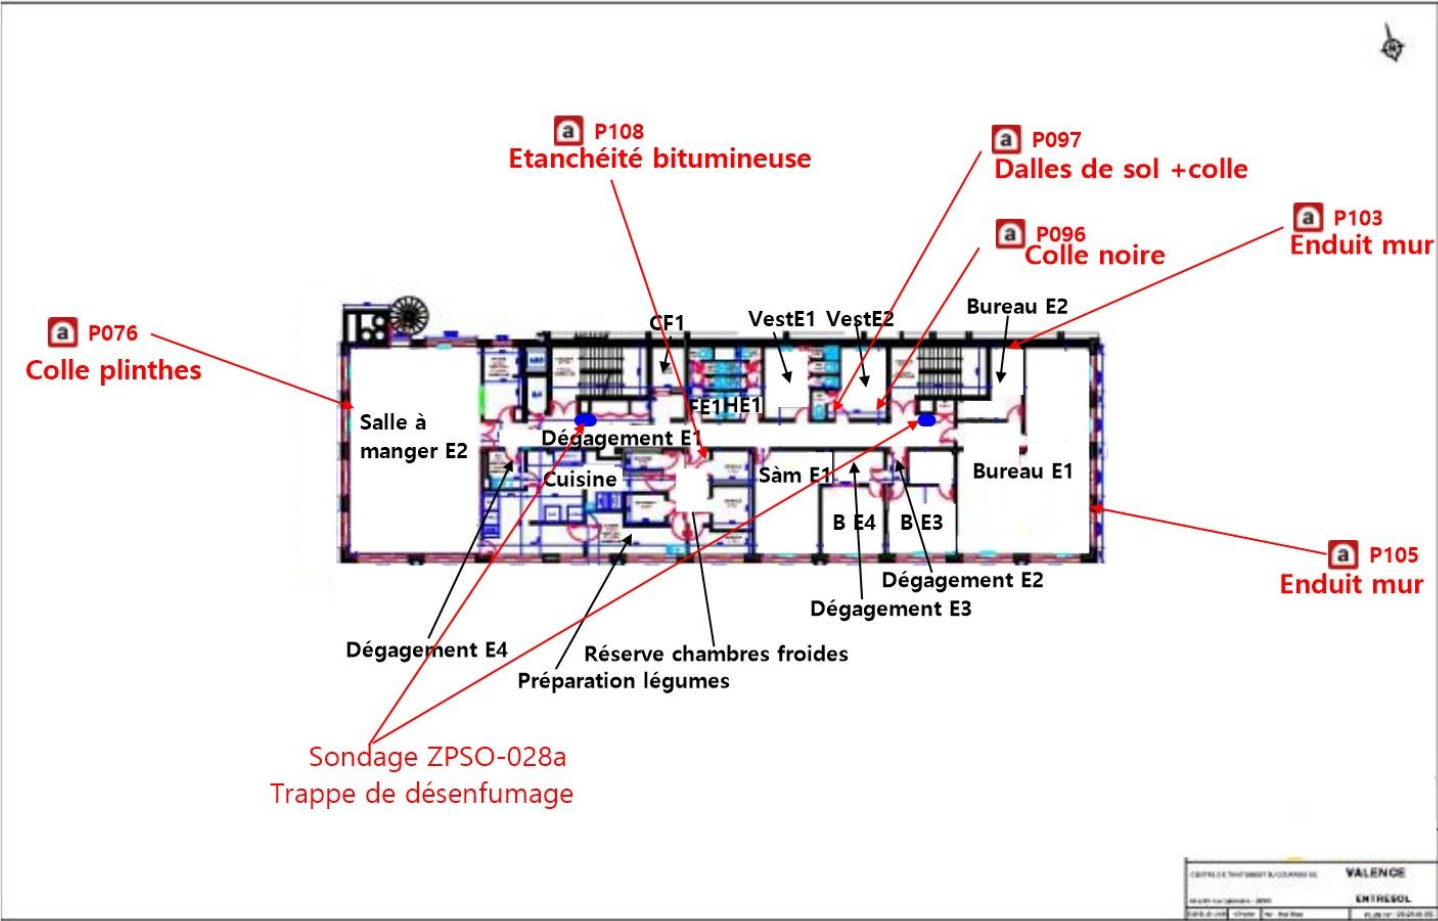 a P108
Etanchéité bitumineuse
a P097
Dalles de sol +colle
a P103
Enduit mur
a P096
Colle noire
Bureau E2
CF1
VestE1
VestE2
a P076
Colle plinthes
FE1
HE1
Salle à
manger E2
Dégagement E1
Cuisine
Sàm E1
Bureau E1
B E4
B E3
a P105
Enduit mur
Dégagement E2
Dégagement E3
Dégagement E4
Réserve chambres froides
Préparation légumes
Sondage ZPSO-028a
Trappe de désenfumage
VALENCE
ENTRESOL